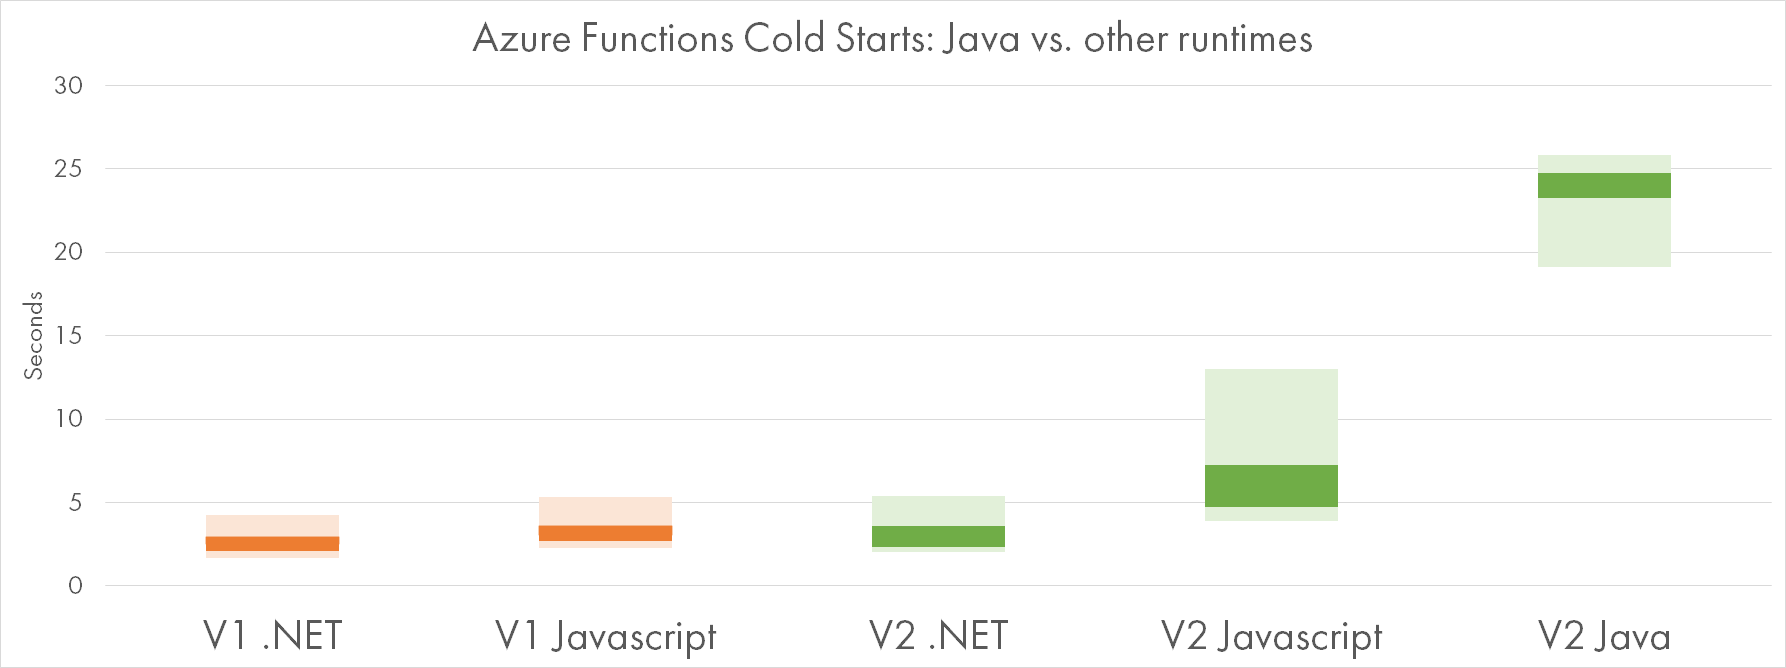 Azure Functions Cold Starts: Java vs. other runtimes
30
25
20
15
10
5
0
Seconds
V1 .NET
V1 Javascript
V2 .NET
V2 Javascript
V2 Java